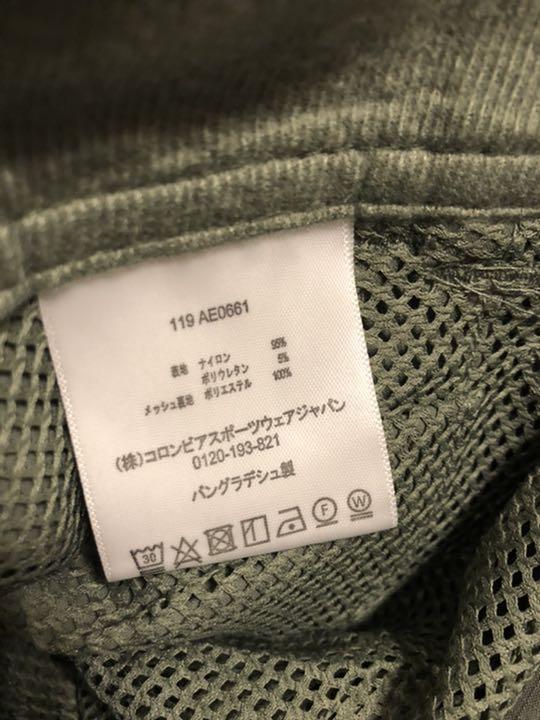 119 AE0661
表地 ナイロン 95%
ポリウレタン 5%
メッシュ裏地 ポリエステル 100%
(株)コロンビアスポーツウェアジャパン
0120-193-821
バングラデシュ製
30 F W